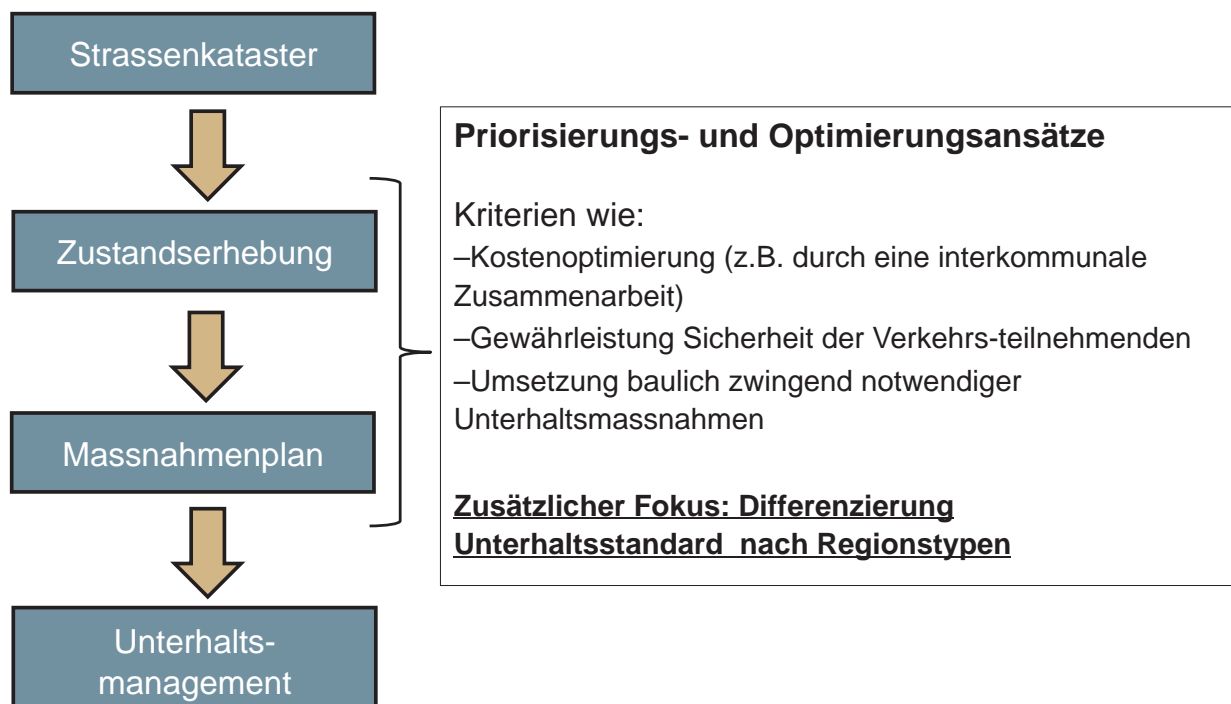 Strassenkataster
Zustandserhebung
Massnahmenplan
Unterhalts-
management
Priorisierungs- und Optimierungsansätze
Kriterien wie:
–Kostenoptimierung (z.B. durch eine interkommunale
Zusammenarbeit)
–Gewährleistung Sicherheit der Verkehrs-teilnehmenden
–Umsetzung baulich zwingend notwendiger
Unterhaltsmassnahmen
Zusätzlicher Fokus: Differenzierung
Unterhaltsstandard  nach Regionstypen